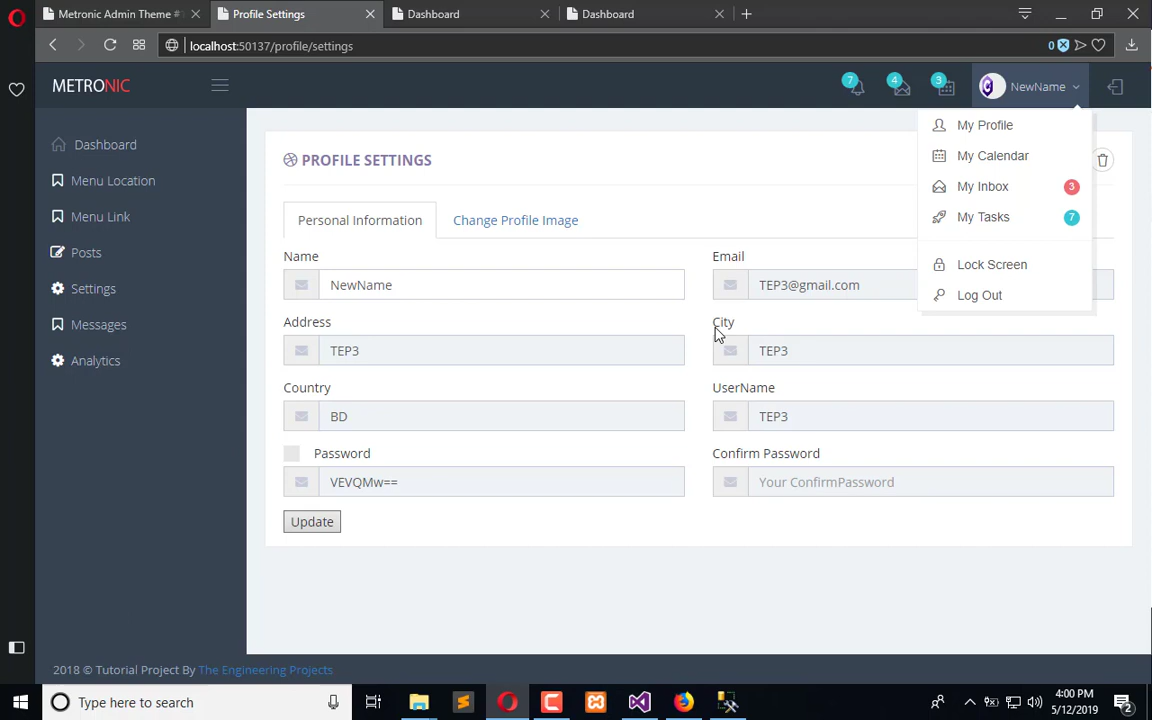 Metronic Admin Theme #
Profile Settings
Dashboard
Dashboard
localhost:50137/profile/settings
0
METRONIC
7
4
3
NewName
My Profile
My Calendar
My Inbox
3
My Tasks
7
Lock Screen
Log Out
Dashboard
Menu Location
Menu Link
Posts
Settings
Messages
Analytics
PROFILE SETTINGS
Personal Information
Change Profile Image
Name
Email
NewName
TEP3@gmail.com
Address
City
TEP3
TEP3
Country
UserName
BD
TEP3
Password
Confirm Password
VEVQMw==
Your ConfirmPassword
Update
2018 © Tutorial Project By The Engineering Projects
Type here to search
4:00 PM
5/12/2019
2